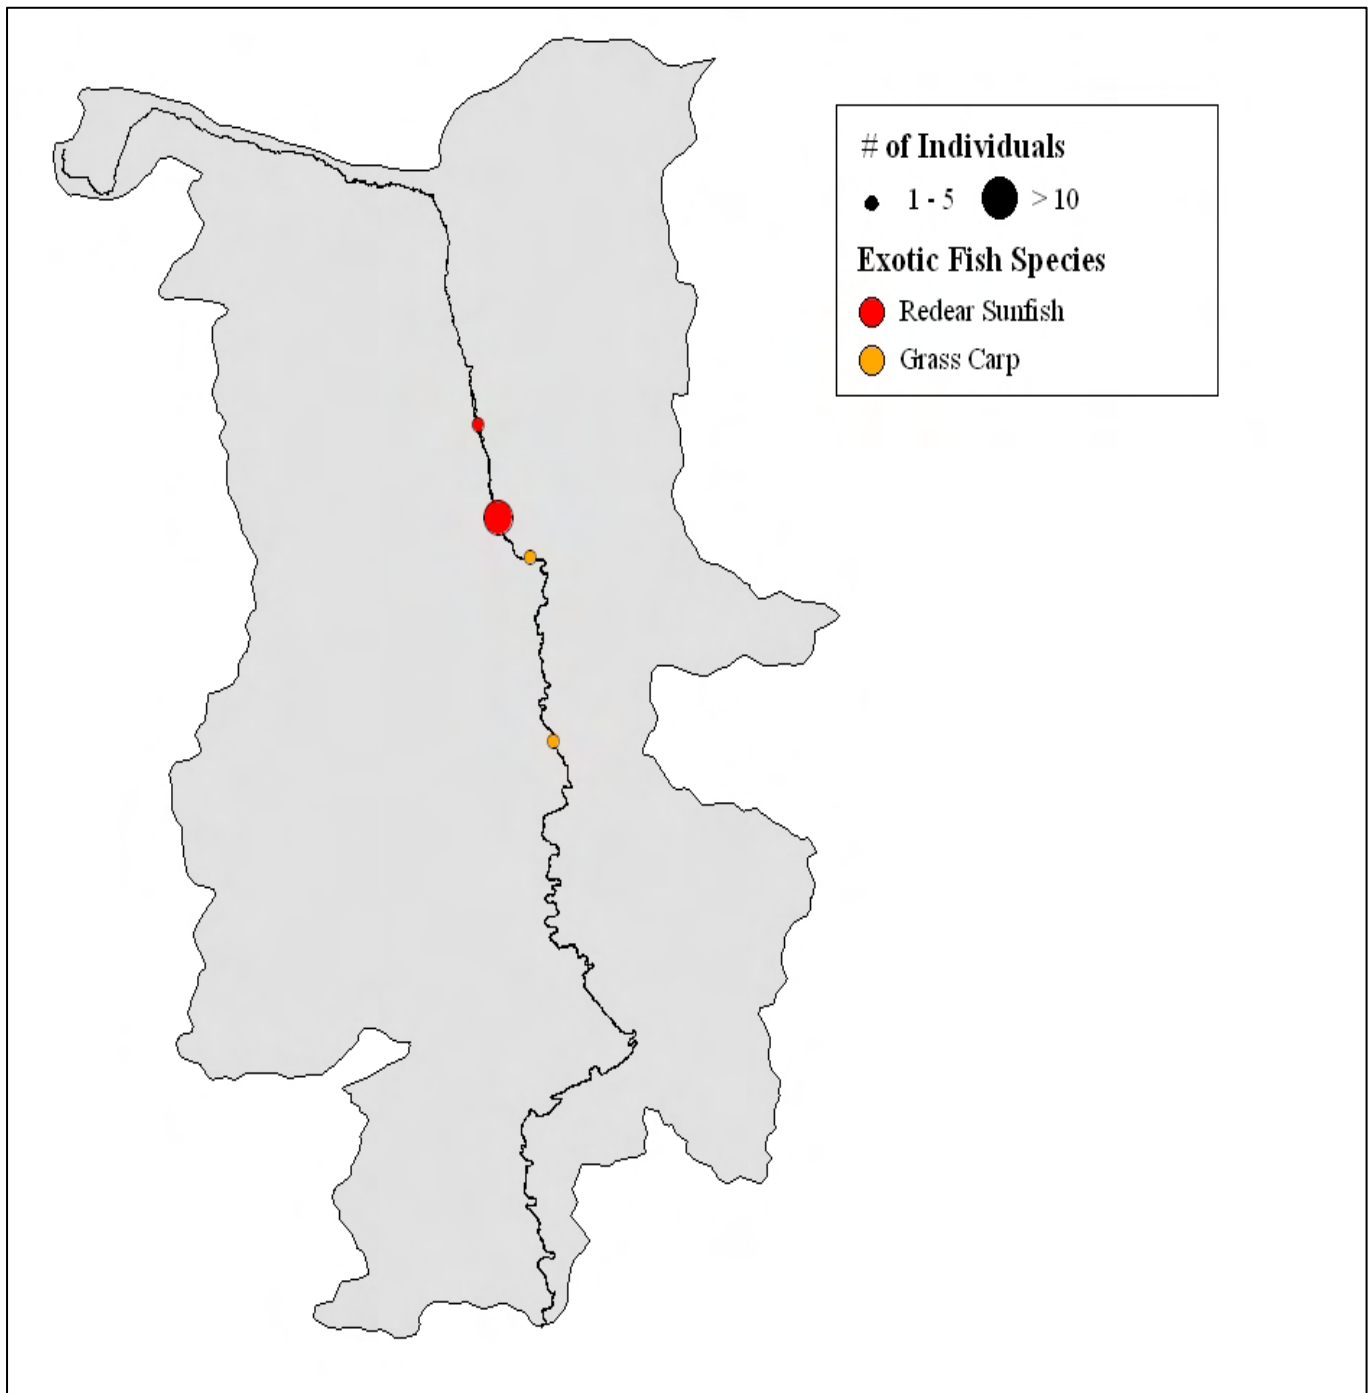 # of Individuals
1 - 5 > 10
Exotic Fish Species
Redear Sunfish
Grass Carp